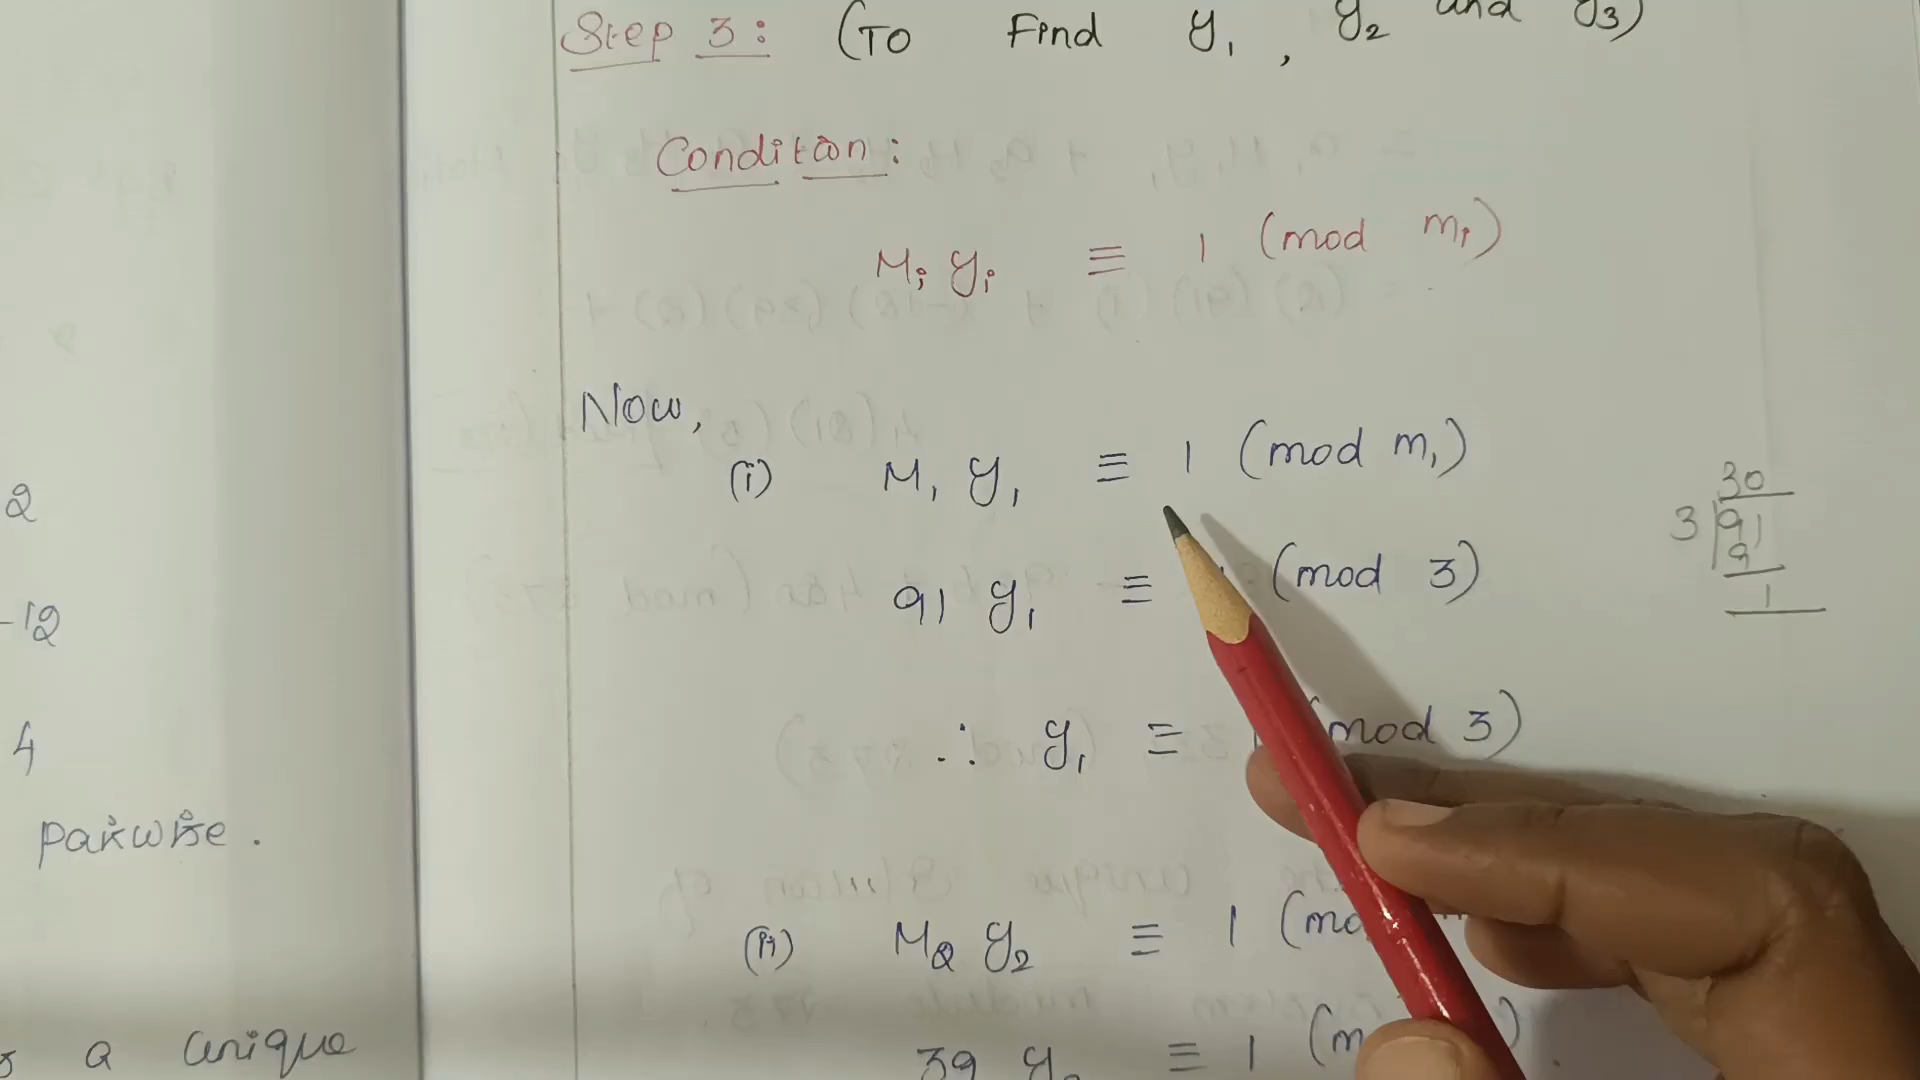 2
-12
4
pairwise.
a unique
Step 3: (To Find y1, y2 and y3)
Condition:
Mi yi ≡ 1 (mod mi)
Now,
(i) M1 y1 ≡ 1 (mod m1)
91 y1 ≡ 1 (mod 3)
∴ y1 ≡ (mod 3)
30
3 91
9
1
(ii) M2 y2 ≡ 1
39 ≡ 1